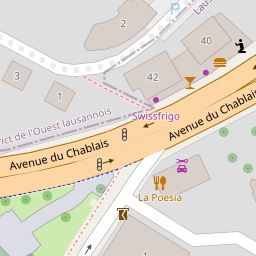 2
Laus
40
42
3
1
Swissfrigo
rict de l'Ouest lausannois
Avenue du Chablais
Avenue du Chablais
La Poesia
1